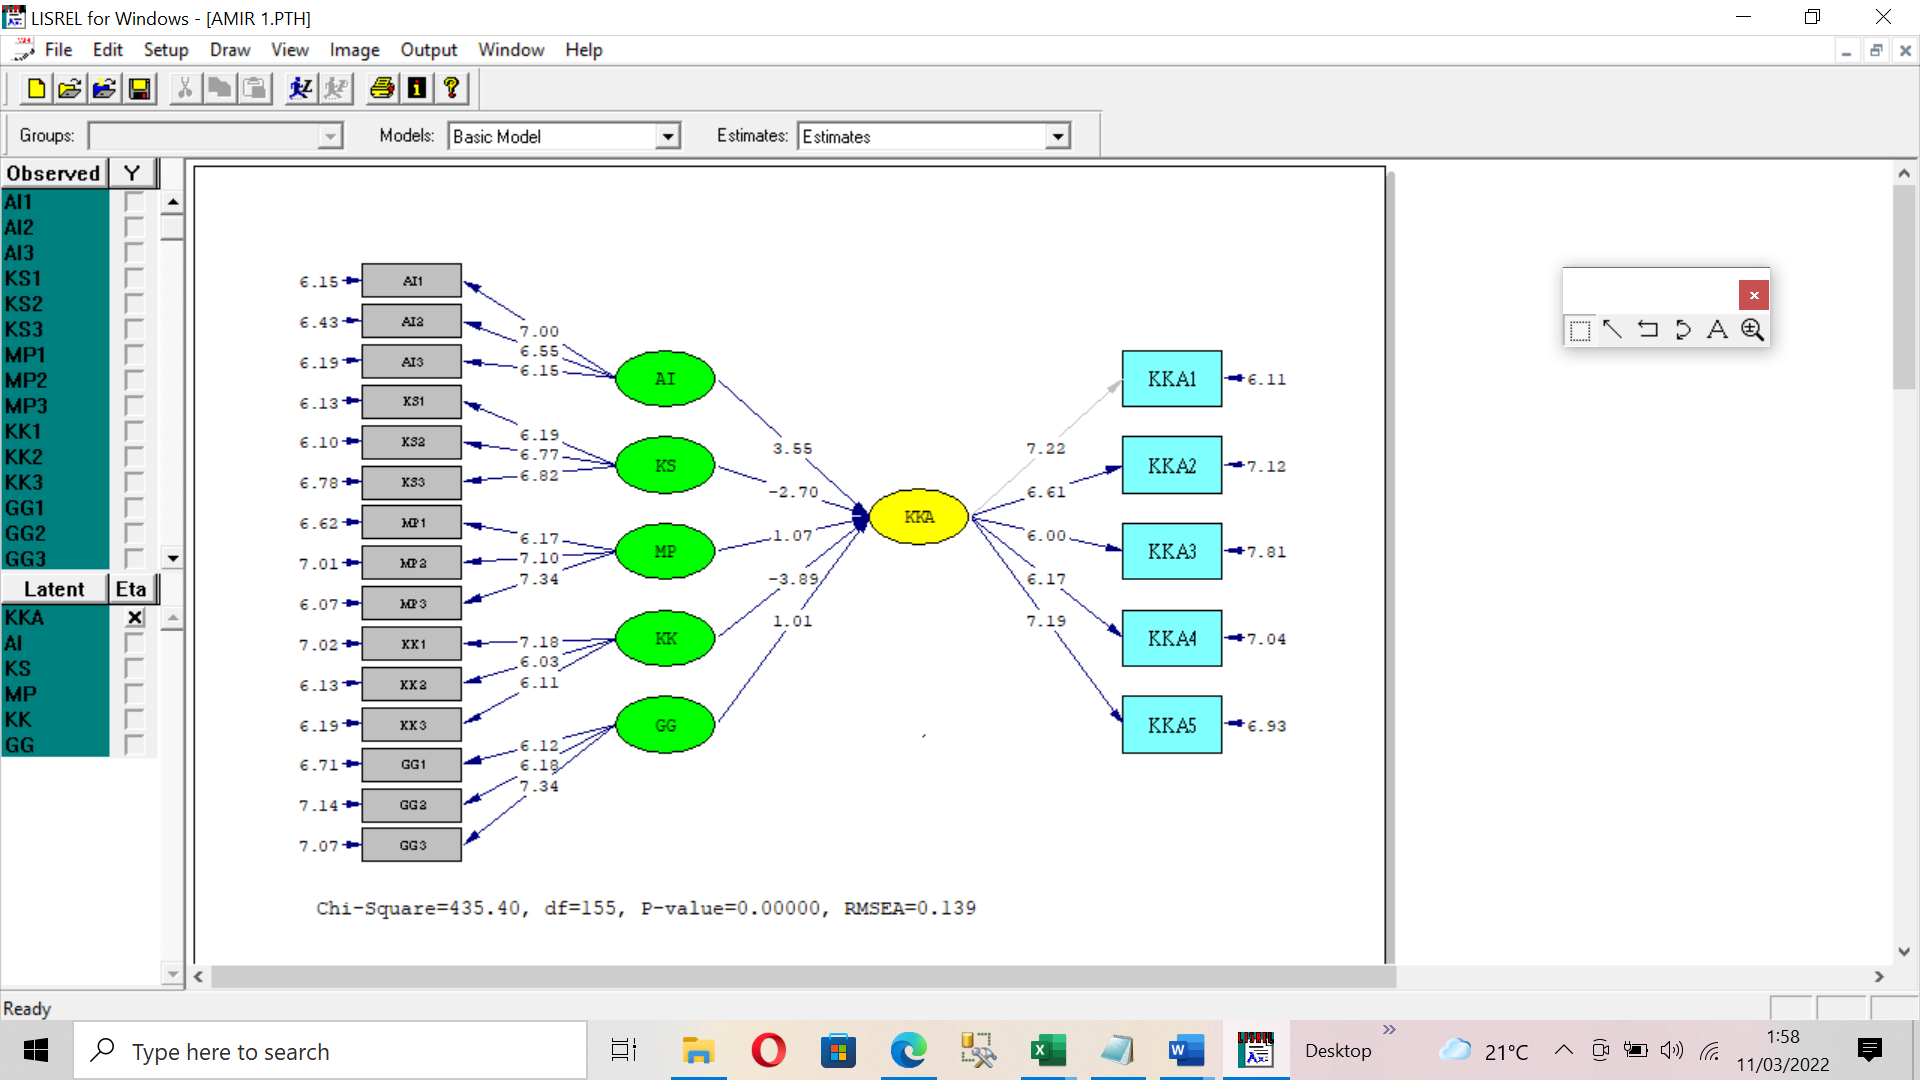 LISREL for Windows - [AMIR 1.PTH]
File Edit Setup Draw View Image Output Window Help
Groups: Models: Basic Model Estimates: Estimates
Observed Y
AI1
AI2
AI3
KS1
KS2
KS3
MP1
MP2
MP3
KK1
KK2
KK3
GG1
GG2
GG3
Latent Eta
KKA
AI
KS
MP
KK
GG
6.15 AI1
6.43 AI2
6.19 AI3
6.13 KS1
6.10 KS2
6.78 KS3
6.62 MP1
7.01 MP2
6.07 MP3
7.02 KK1
6.13 KK2
6.19 KK3
6.71 GG1
7.14 GG2
7.07 GG3
7.00
6.55
6.15
6.19
6.77
6.82
6.17
7.10
7.34
7.18
6.03
6.11
6.12
6.18
7.34
AI
KS
MP
KK
GG
3.55
-2.70
1.07
-3.89
1.01
KKA
7.22
6.61
6.00
6.17
7.19
KKA1 6.11
KKA2 7.12
KKA3 7.81
KKA4 7.04
KKA5 6.93
Chi-Square=435.40, df=155, P-value=0.00000, RMSEA=0.139
Ready
Type here to search
Desktop
21°C
1:58
11/03/2022